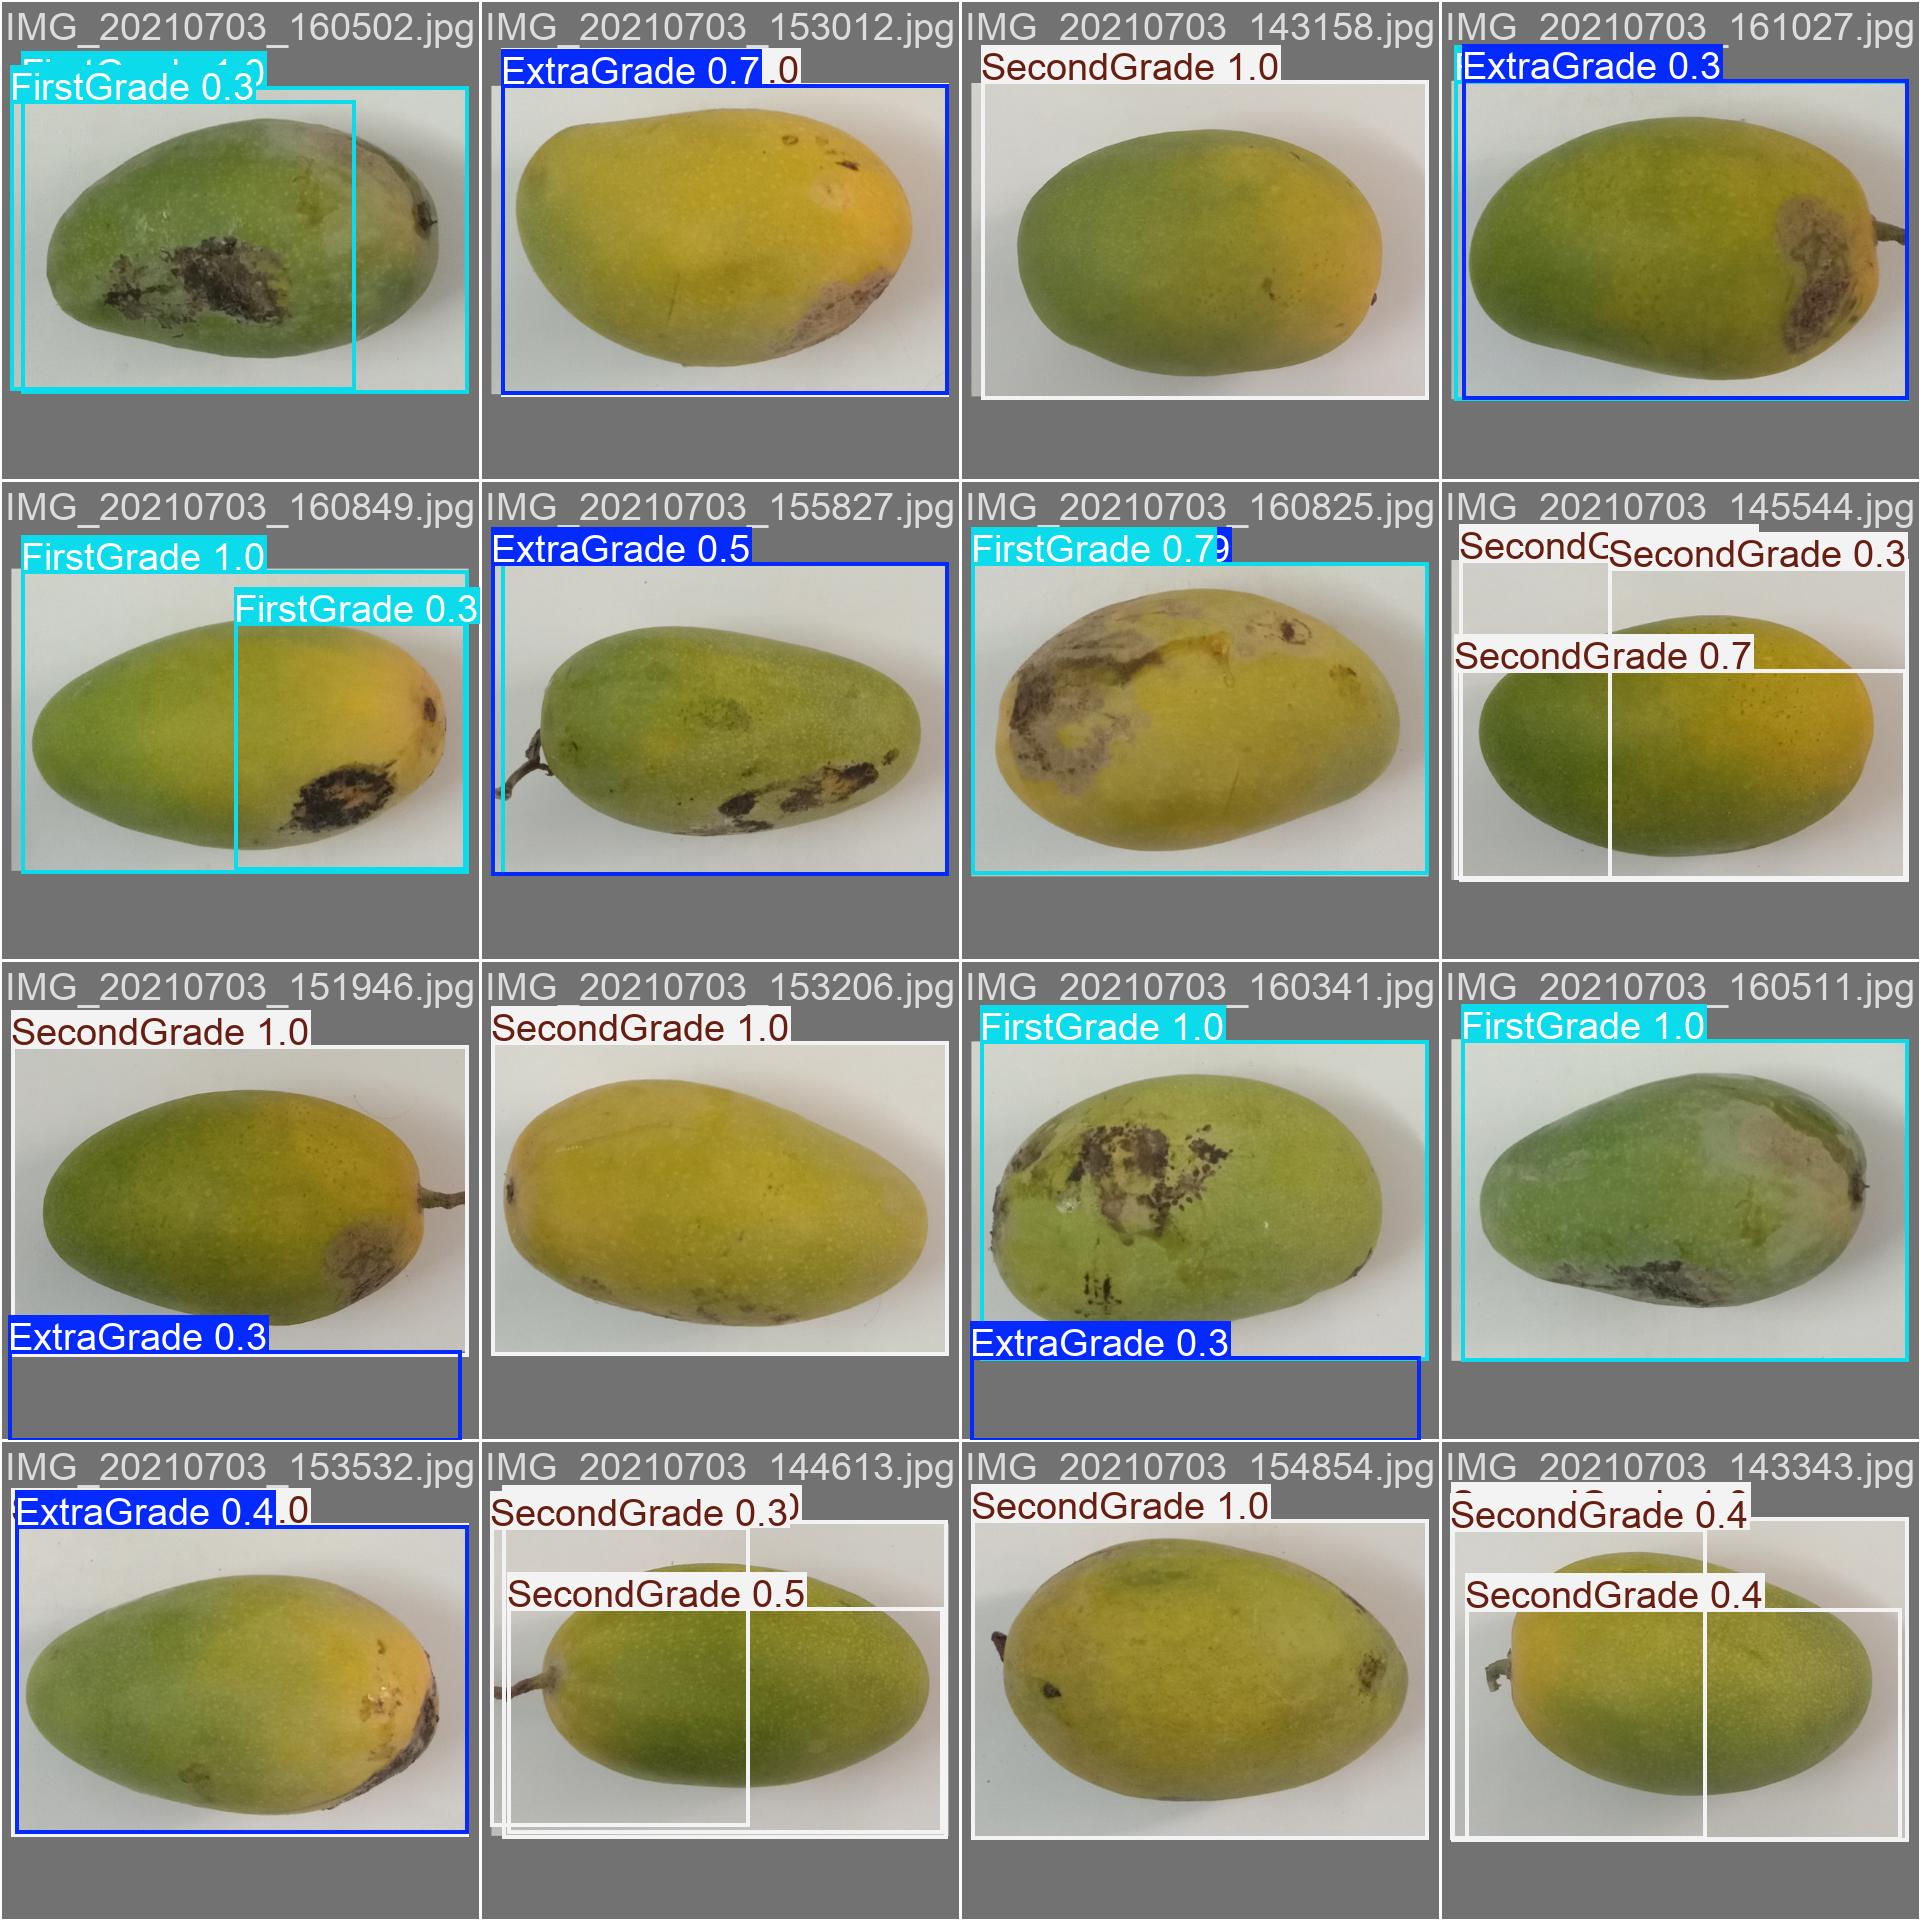 IMG_20210703_160502.jpg
FirstGrade 0.3
IMG_20210703_153012.jpg
ExtraGrade 0.7 .0
IMG_20210703_143158.jpg
SecondGrade 1.0
IMG_20210703_161027.jpg
ExtraGrade 0.3
IMG_20210703_160849.jpg
FirstGrade 1.0
FirstGrade 0.3
IMG_20210703_155827.jpg
ExtraGrade 0.5
IMG_20210703_160825.jpg
FirstGrade 0.7
IMG_20210703_145544.jpg
SecondGrade 0.3
SecondGrade 0.7
IMG_20210703_151946.jpg
SecondGrade 1.0
ExtraGrade 0.3
IMG_20210703_153206.jpg
SecondGrade 1.0
IMG_20210703_160341.jpg
FirstGrade 1.0
ExtraGrade 0.3
IMG_20210703_160511.jpg
FirstGrade 1.0
IMG_20210703_153532.jpg
ExtraGrade 0.4 .0
IMG_20210703_144613.jpg
SecondGrade 0.3
SecondGrade 0.5
IMG_20210703_154854.jpg
SecondGrade 1.0
IMG_20210703_143343.jpg
SecondGrade 0.4
SecondGrade 0.4